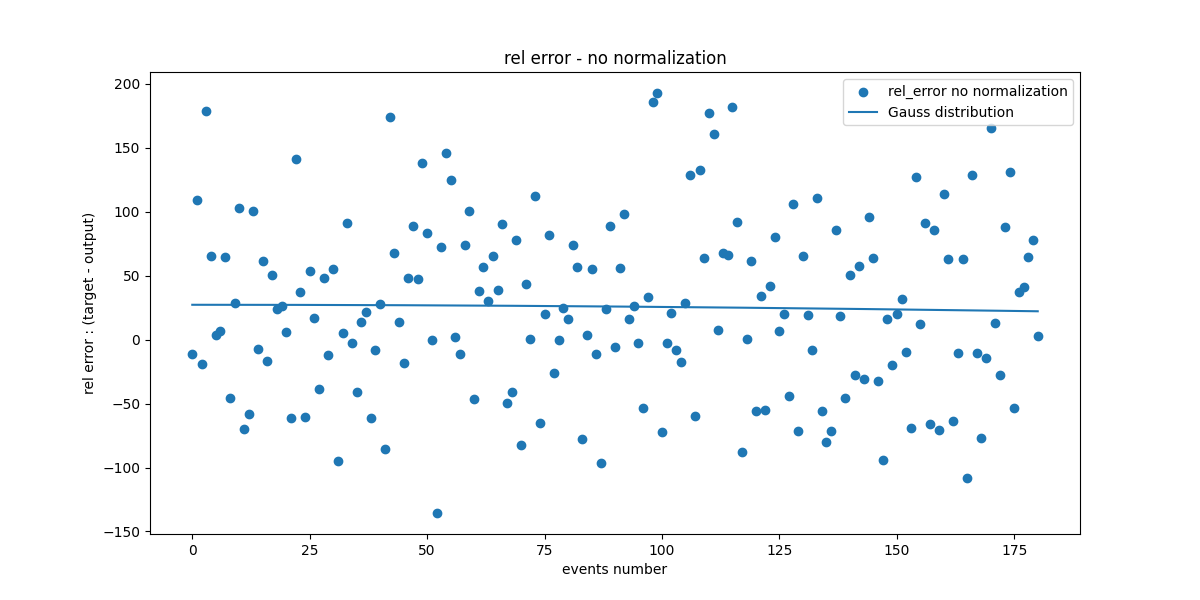 rel error - no normalization
rel_error no normalization
Gauss distribution
rel error : (target - output)
200
150
100
50
0
−50
−100
−150
0 25 50 75 100 125 150 175
events number